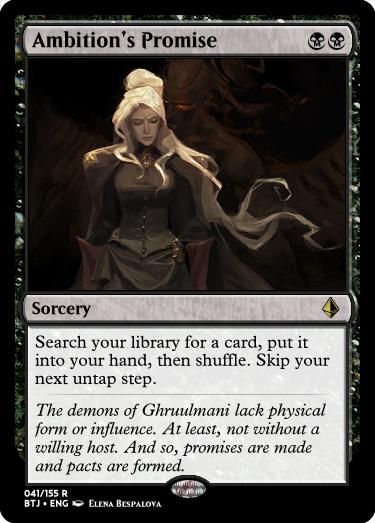 Ambition's Promise
Sorcery
Search your library for a card, put it
into your hand, then shuffle. Skip your
next untap step.
The demons of Ghruulmani lack physical
form or influence. At least, not without a
willing host. And so, promises are made
and pacts are formed.
041/155 R
BTJ • ENG Elena Bespalova